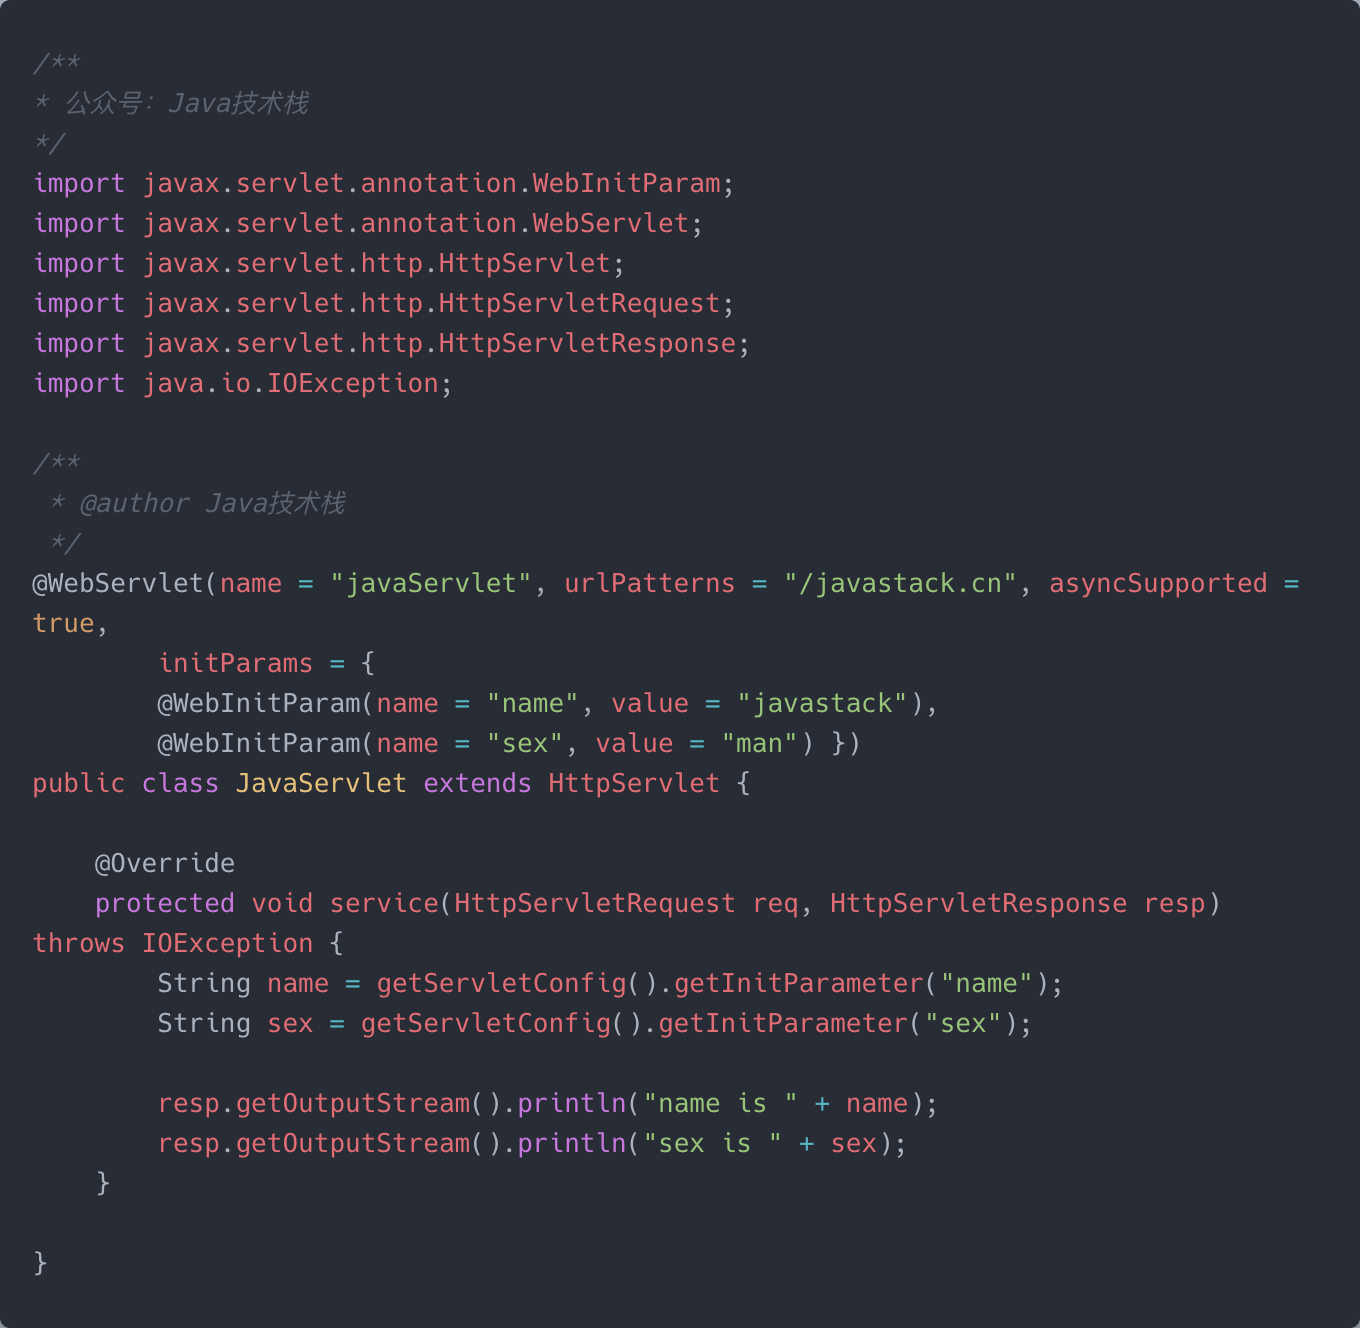 /**
* 公众号：Java技术栈
*/
import javax.servlet.annotation.WebInitParam;
import javax.servlet.annotation.WebServlet;
import javax.servlet.http.HttpServlet;
import javax.servlet.http.HttpServletRequest;
import javax.servlet.http.HttpServletResponse;
import java.io.IOException;

/**
 * @author Java技术栈
 */
@WebServlet(name = "javaServlet", urlPatterns = "/javastack.cn", asyncSupported =
true,
        initParams = {
        @WebInitParam(name = "name", value = "javastack"),
        @WebInitParam(name = "sex", value = "man") })
public class JavaServlet extends HttpServlet {

    @Override
    protected void service(HttpServletRequest req, HttpServletResponse resp)
throws IOException {
        String name = getServletConfig().getInitParameter("name");
        String sex = getServletConfig().getInitParameter("sex");

        resp.getOutputStream().println("name is " + name);
        resp.getOutputStream().println("sex is " + sex);
    }

}